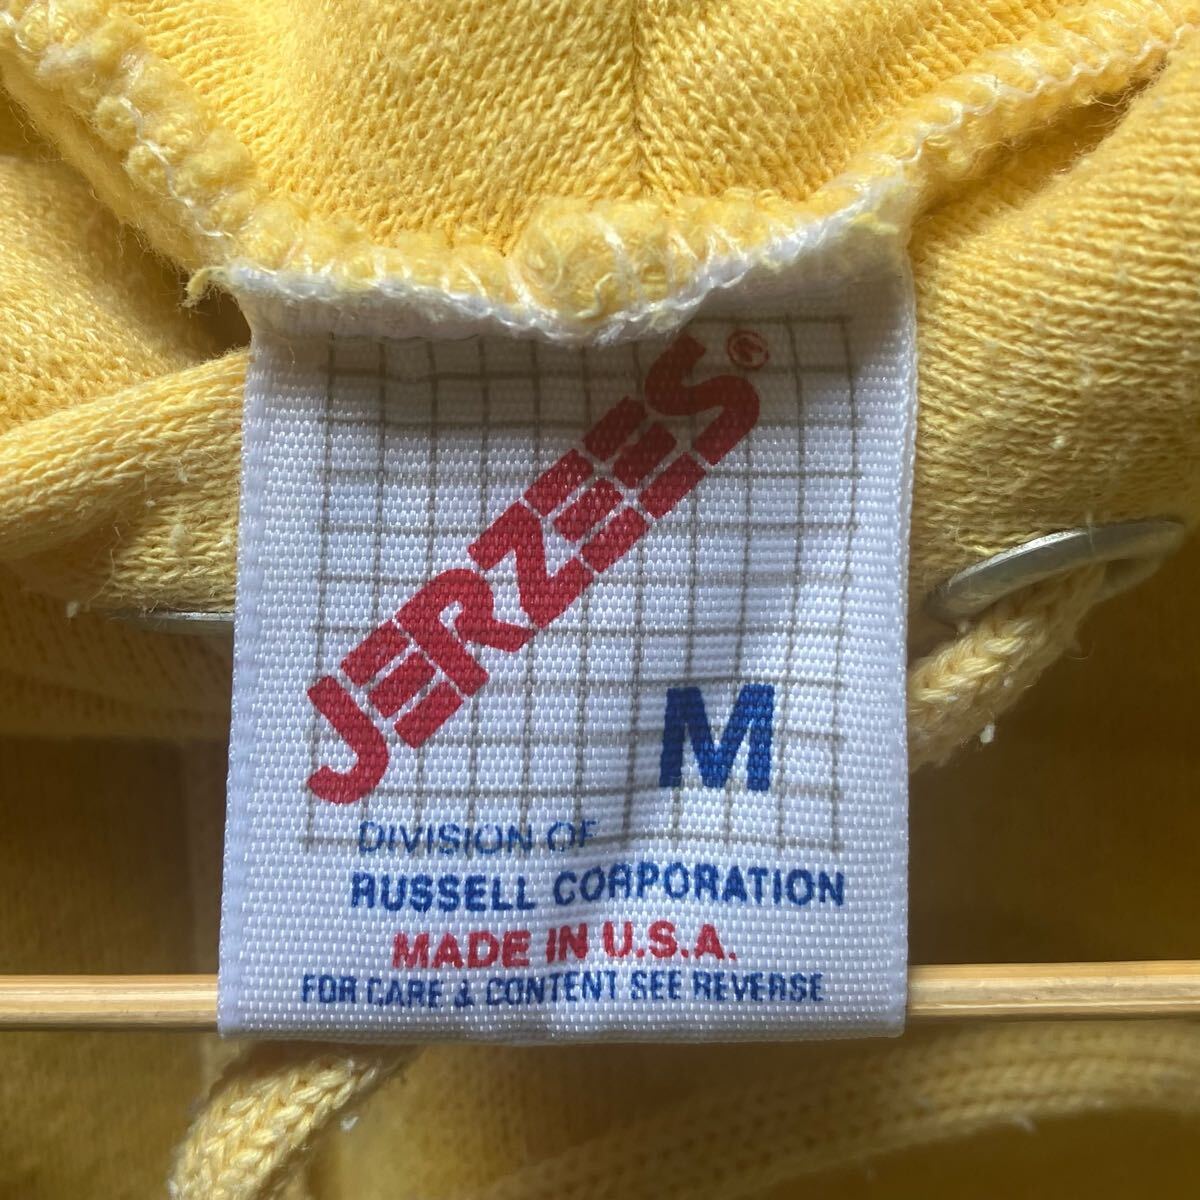 JERZEES®
M
DIVISION OF
RUSSELL CORPORATION
MADE IN U.S.A.
FOR CARE & CONTENT SEE REVERSE